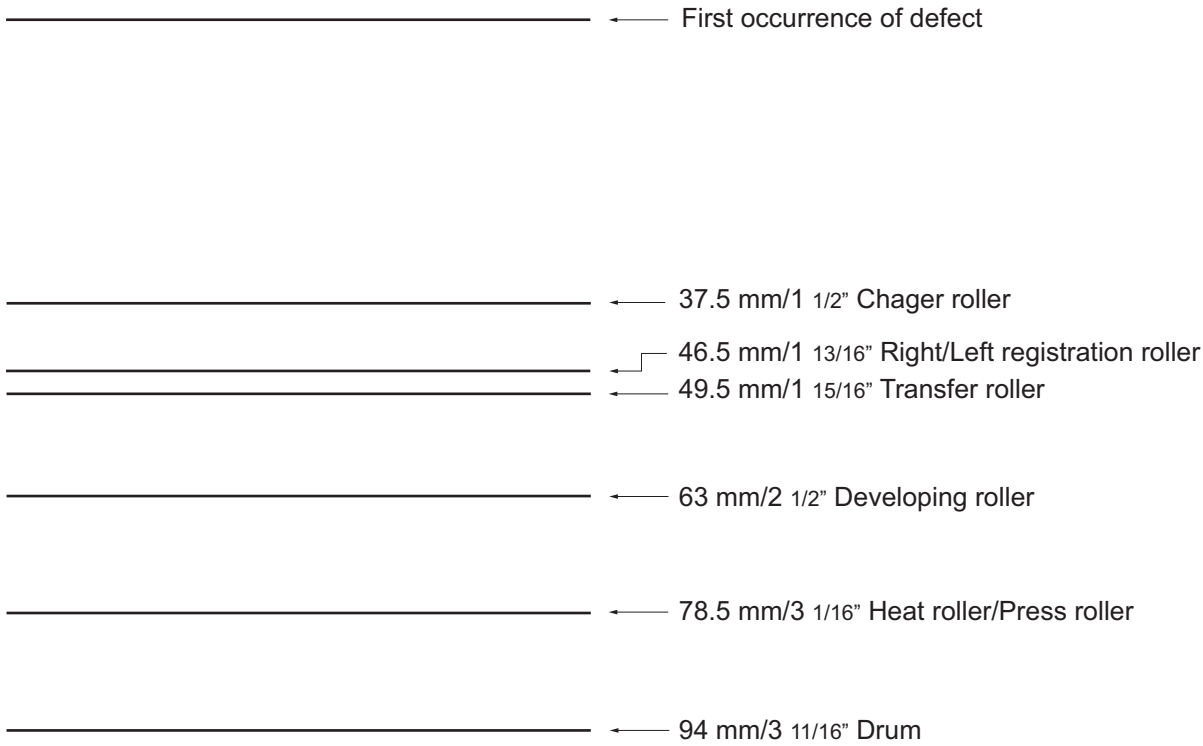 First occurrence of defect
37.5 mm/1 1/2” Chager roller
46.5 mm/1 13/16” Right/Left registration roller
49.5 mm/1 15/16” Transfer roller
63 mm/2 1/2” Developing roller
78.5 mm/3 1/16” Heat roller/Press roller
94 mm/3 11/16” Drum